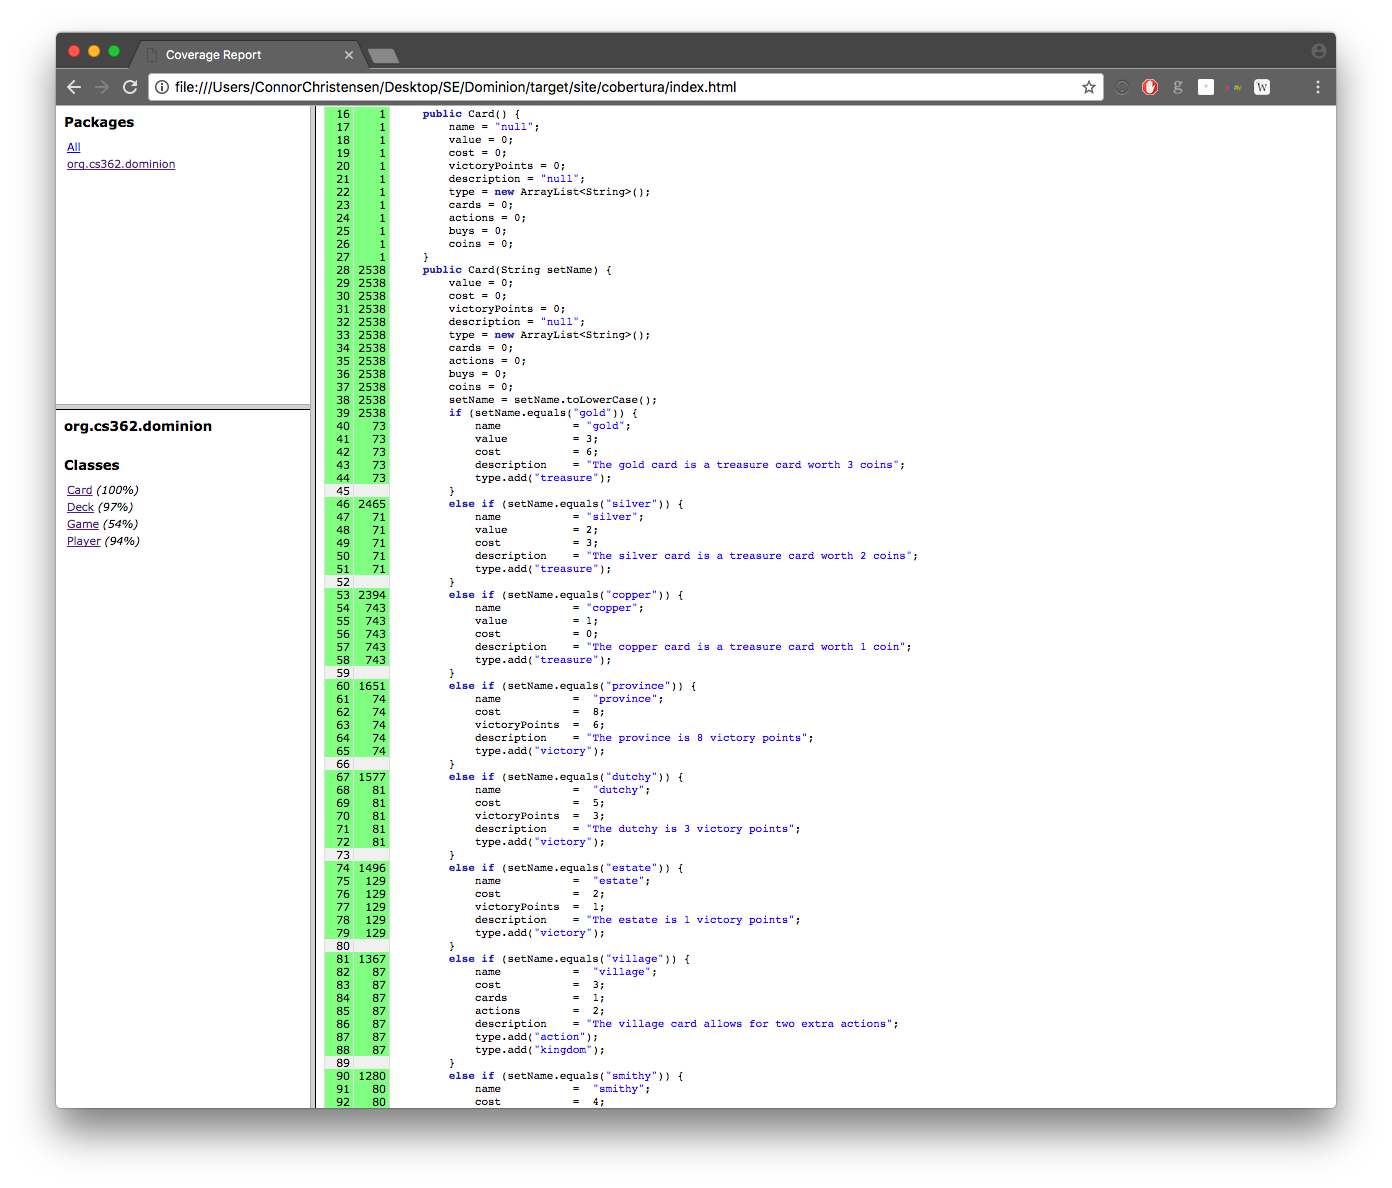 Coverage Report
file:///Users/ConnorChristensen/Desktop/SE/Dominion/target/site/cobertura/index.html
Packages
All
org.cs362.dominion
org.cs362.dominion
Classes
Card (100%)
Deck (97%)
Game (54%)
Player (94%)
16 1 public Card() {
17 1 name = "null";
18 1 value = 0;
19 1 cost = 0;
20 1 victoryPoints = 0;
21 1 description = "null";
22 1 type = new ArrayList<String>();
23 1 cards = 0;
24 1 actions = 0;
25 1 buys = 0;
26 1 coins = 0;
27 1 }
28 2538 public Card(String setName) {
29 2538 value = 0;
30 2538 cost = 0;
31 2538 victoryPoints = 0;
32 2538 description = "null";
33 2538 type = new ArrayList<String>();
34 2538 cards = 0;
35 2538 actions = 0;
36 2538 buys = 0;
37 2538 coins = 0;
38 2538 setName = setName.toLowerCase();
39 2538 if (setName.equals("gold")) {
40 73 name = "gold";
41 73 value = 3;
42 73 cost = 6;
43 73 description = "The gold card is a treasure card worth 3 coins";
44 73 type.add("treasure");
45 }
46 2465 else if (setName.equals("silver")) {
47 71 name = "silver";
48 71 value = 2;
49 71 cost = 3;
50 71 description = "The silver card is a treasure card worth 2 coins";
51 71 type.add("treasure");
52 }
53 2394 else if (setName.equals("copper")) {
54 743 name = "copper";
55 743 value = 1;
56 743 cost = 0;
57 743 description = "The copper card is a treasure card worth 1 coin";
58 743 type.add("treasure");
59 }
60 1651 else if (setName.equals("province")) {
61 74 name = "province";
62 74 cost = 8;
63 74 victoryPoints = 6;
64 74 description = "The province is 8 victory points";
65 74 type.add("victory");
66 }
67 1577 else if (setName.equals("dutchy")) {
68 81 name = "dutchy";
69 81 cost = 5;
70 81 victoryPoints = 3;
71 81 description = "The dutchy is 3 victory points";
72 81 type.add("victory");
73 }
74 1496 else if (setName.equals("estate")) {
75 129 name = "estate";
76 129 cost = 2;
77 129 victoryPoints = 1;
78 129 description = "The estate is 1 victory points";
79 129 type.add("victory");
80 }
81 1367 else if (setName.equals("village")) {
82 87 name = "village";
83 87 cost = 3;
84 87 cards = 1;
85 87 actions = 2;
86 87 description = "The village card allows for two extra actions";
87 87 type.add("action");
88 87 type.add("kingdom");
89 }
90 1280 else if (setName.equals("smithy")) {
91 80 name = "smithy";
92 80 cost = 4;